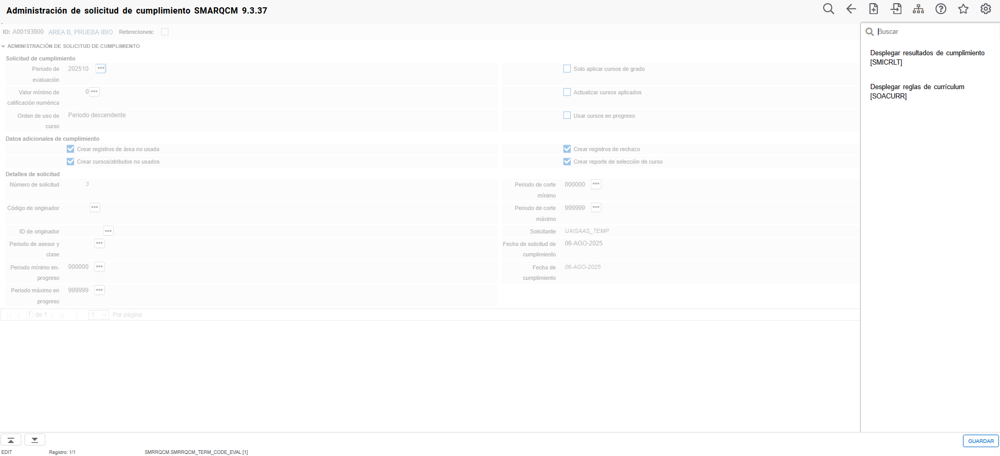 Administración de solicitud de cumplimiento SMARQCM 9.3.37
ID: A00193900 AREA B, PRUEBA IBIO Retenciones:
ADMINISTRACIÓN DE SOLICITUD DE CUMPLIMIENTO
Solicitud de cumplimiento
Periodo de evaluación 202510
Solo aplicar cursos de grado
Valor mínimo de calificación numérica 0
Actualizar cursos aplicados
Orden de uso de curso Periodo descendente
Usar cursos en progreso
Datos adicionales de cumplimiento
Crear registros de área no usada
Crear registros de rechazo
Crear cursos/atributos no usados
Crear reporte de selección de curso
Detalles de solicitud
Número de solicitud 3
Periodo de corte mínimo 000000
Código de originador
Periodo de corte máximo 999999
ID de originador
Solicitante UAISAAS_TEMP
Periodo de asesor y clase
Fecha de solicitud de cumplimiento 06-AGO-2025
Periodo mínimo en-progreso 000000
Fecha de cumplimiento 06-AGO-2025
Periodo máximo en progreso 999999
1 de 1 1 Por página
Buscar
Desplegar resultados de cumplimiento
[SMICRLT]
Desplegar reglas de currículum
[SOACURR]
GUARDAR
EDIT Registro: 1/1 SMRRQCM.SMRRQCM_TERM_CODE_EVAL [1]